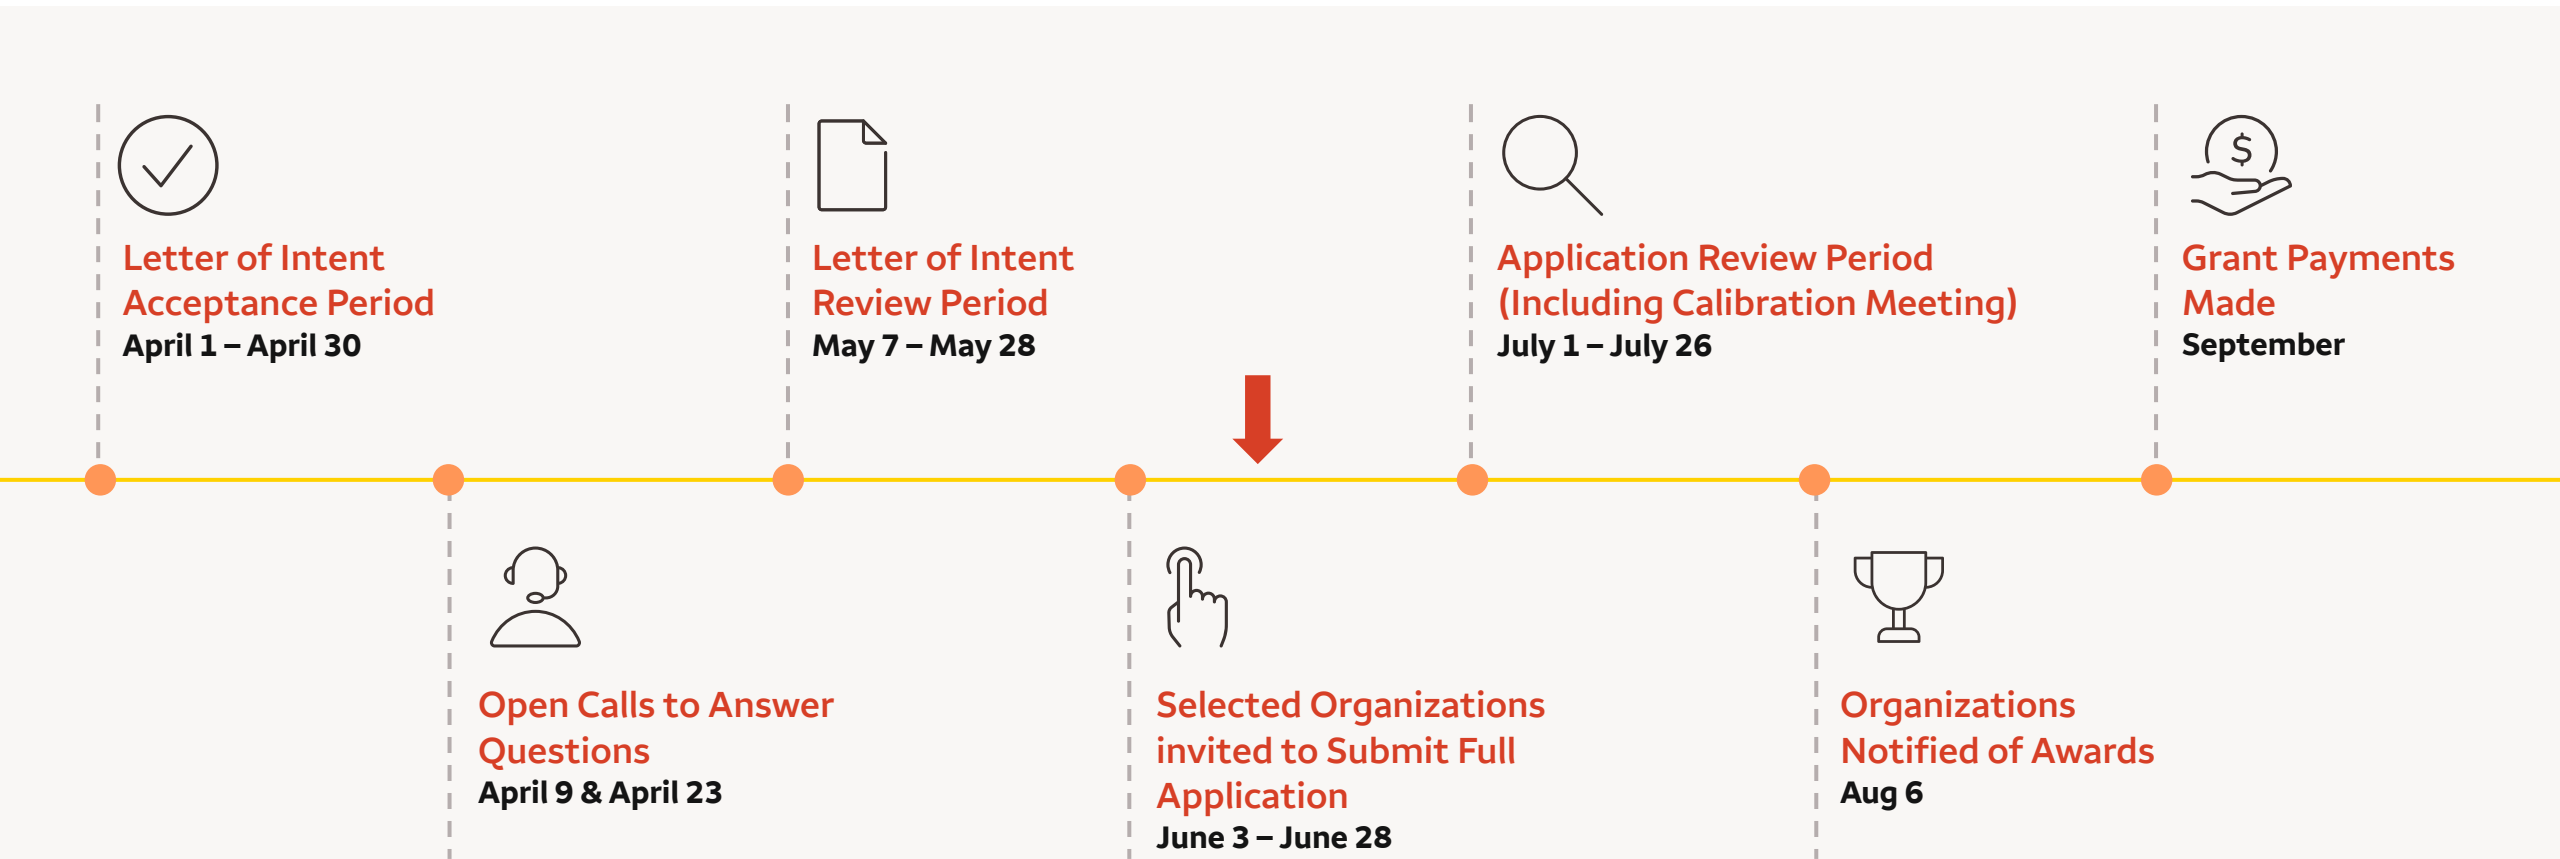 Letter of Intent
Acceptance Period
April 1 – April 30
Open Calls to Answer
Questions
April 9 & April 23
Letter of Intent
Review Period
May 7 – May 28
Selected Organizations
invited to Submit Full
Application
June 3 – June 28
Application Review Period
(Including Calibration Meeting)
July 1 – July 26
Organizations
Notified of Awards
Aug 6
$
Grant Payments
Made
September